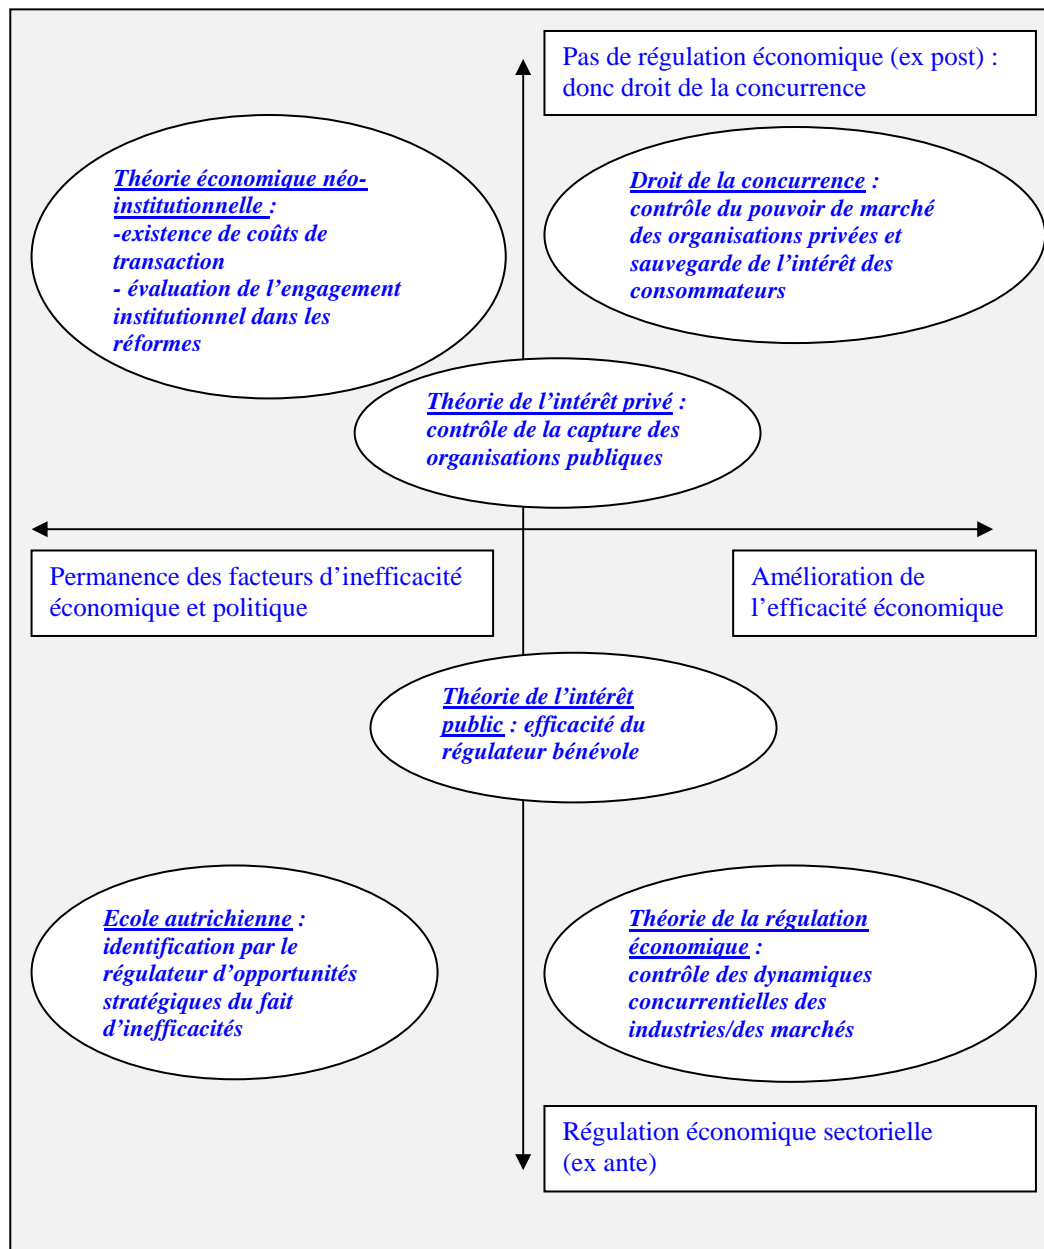 Pas de régulation économique (ex post) :
donc droit de la concurrence
Théorie économique néo-
institutionnelle :
-existence de coûts de
transaction
- évaluation de l’engagement
institutionnel dans les
réformes
Droit de la concurrence :
contrôle du pouvoir de marché
des organisations privées et
sauvegarde de l’intérêt des
consommateurs
Théorie de l’intérêt privé :
contrôle de la capture des
organisations publiques
Permanence des facteurs d’inefficacité
économique et politique
Amélioration de
l’efficacité économique
Théorie de l’intérêt
public : efficacité du
régulateur bénévole
Ecole autrichienne :
identification par le
régulateur d’opportunités
stratégiques du fait
d’inefficacités
Théorie de la régulation
économique :
contrôle des dynamiques
concurrentielles des
industries/des marchés
Régulation économique sectorielle
(ex ante)